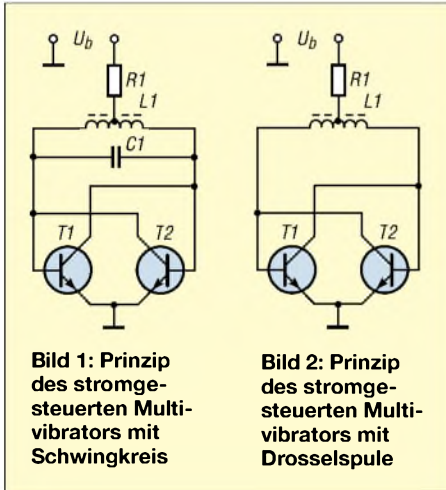 U_b
R1
L1
C1
T1
T2
Bild 1: Prinzip
des stromge-
steuerten Multi-
vibrators mit
Schwingkreis
U_b
R1
L1
T1
T2
Bild 2: Prinzip
des stromge-
steuerten Multi-
vibrators mit
Drosselspule